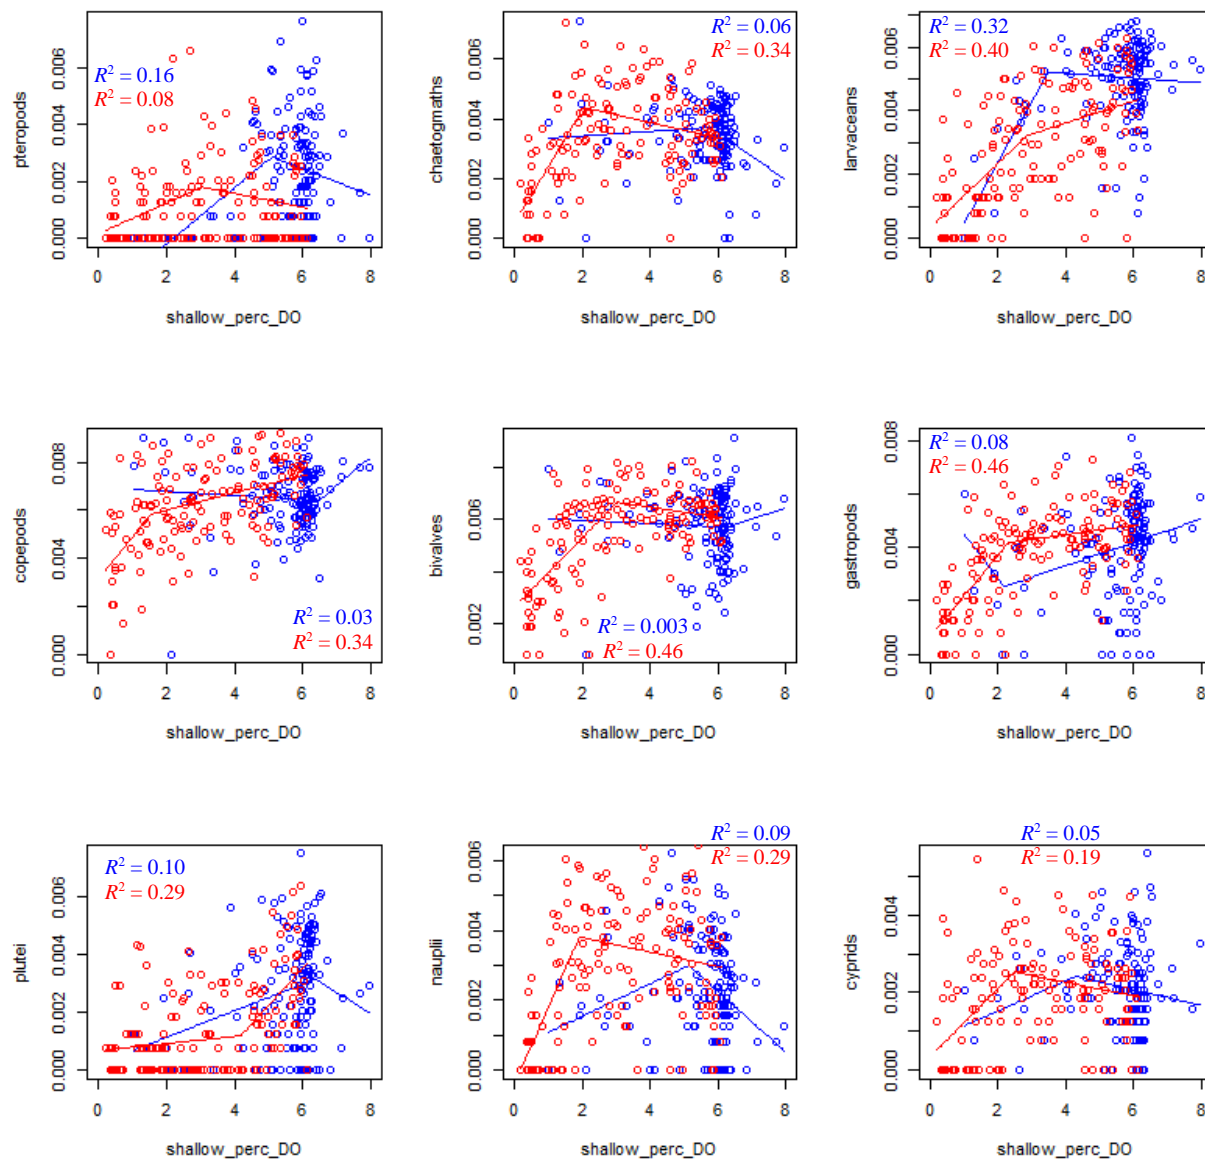 R² = 0.16
R² = 0.08
pteropods
0.000 0.002 0.004 0.006
0 2 4 6 8
shallow_perc_DO
R² = 0.06
R² = 0.34
chaetogmaths
0.000 0.002 0.004 0.006
0 2 4 6 8
shallow_perc_DO
R² = 0.32
R² = 0.40
larvaceans
0.000 0.002 0.004 0.006
0 2 4 6 8
shallow_perc_DO
copepods
0.000 0.004 0.008
R² = 0.03
R² = 0.34
0 2 4 6 8
shallow_perc_DO
bivalves
0.002 0.006
R² = 0.003
R² = 0.46
0 2 4 6 8
shallow_perc_DO
R² = 0.08
R² = 0.46
gastropods
0.000 0.004 0.008
0 2 4 6 8
shallow_perc_DO
R² = 0.10
R² = 0.29
plutei
0.000 0.002 0.004 0.006
0 2 4 6 8
shallow_perc_DO
R² = 0.09
R² = 0.29
nauplii
0.000 0.002 0.004 0.006
0 2 4 6 8
shallow_perc_DO
R² = 0.05
R² = 0.19
cyprids
0.000 0.002 0.004
0 2 4 6 8
shallow_perc_DO